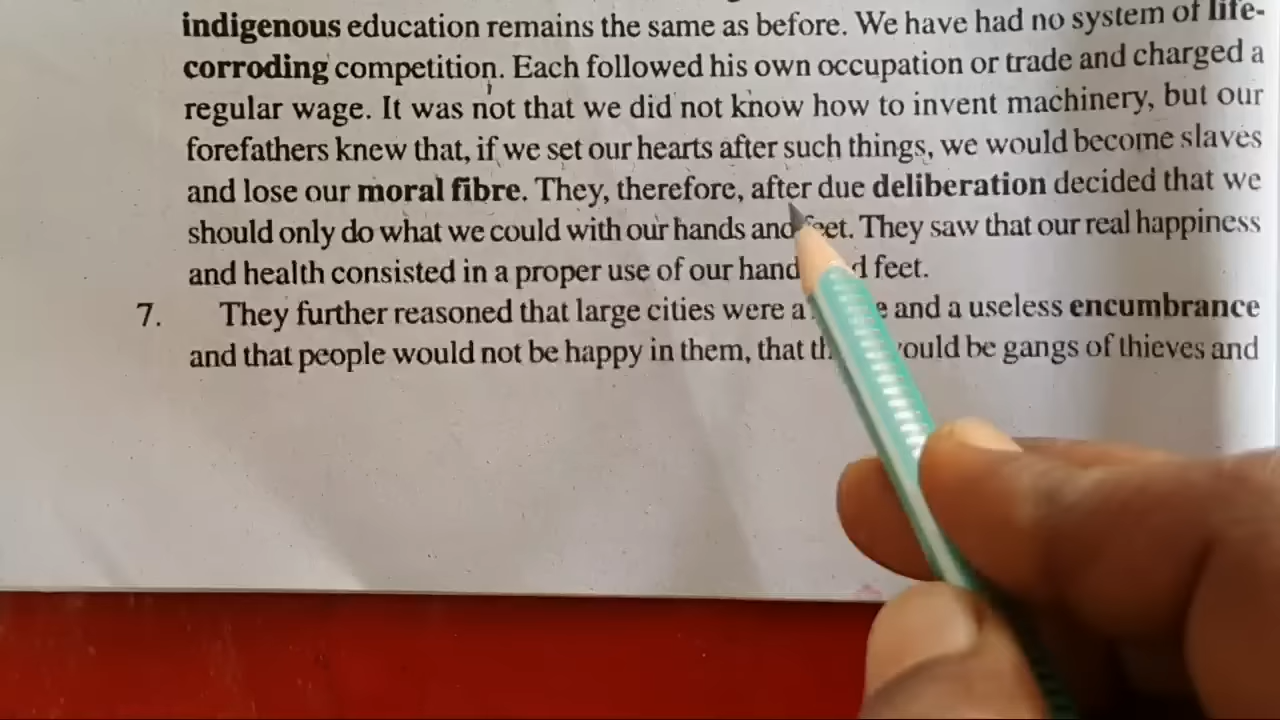 indigenous education remains the same as before. We have had no system of life-
corroding competition. Each followed his own occupation or trade and charged a
regular wage. It was not that we did not know how to invent machinery, but our
forefathers knew that, if we set our hearts after such things, we would become slaves
and lose our moral fibre. They, therefore, after due deliberation decided that we
should only do what we could with our hands and feet. They saw that our real happiness
and health consisted in a proper use of our hand d feet.
7. They further reasoned that large cities were a and a useless encumbrance
and that people would not be happy in them, that would be gangs of thieves and